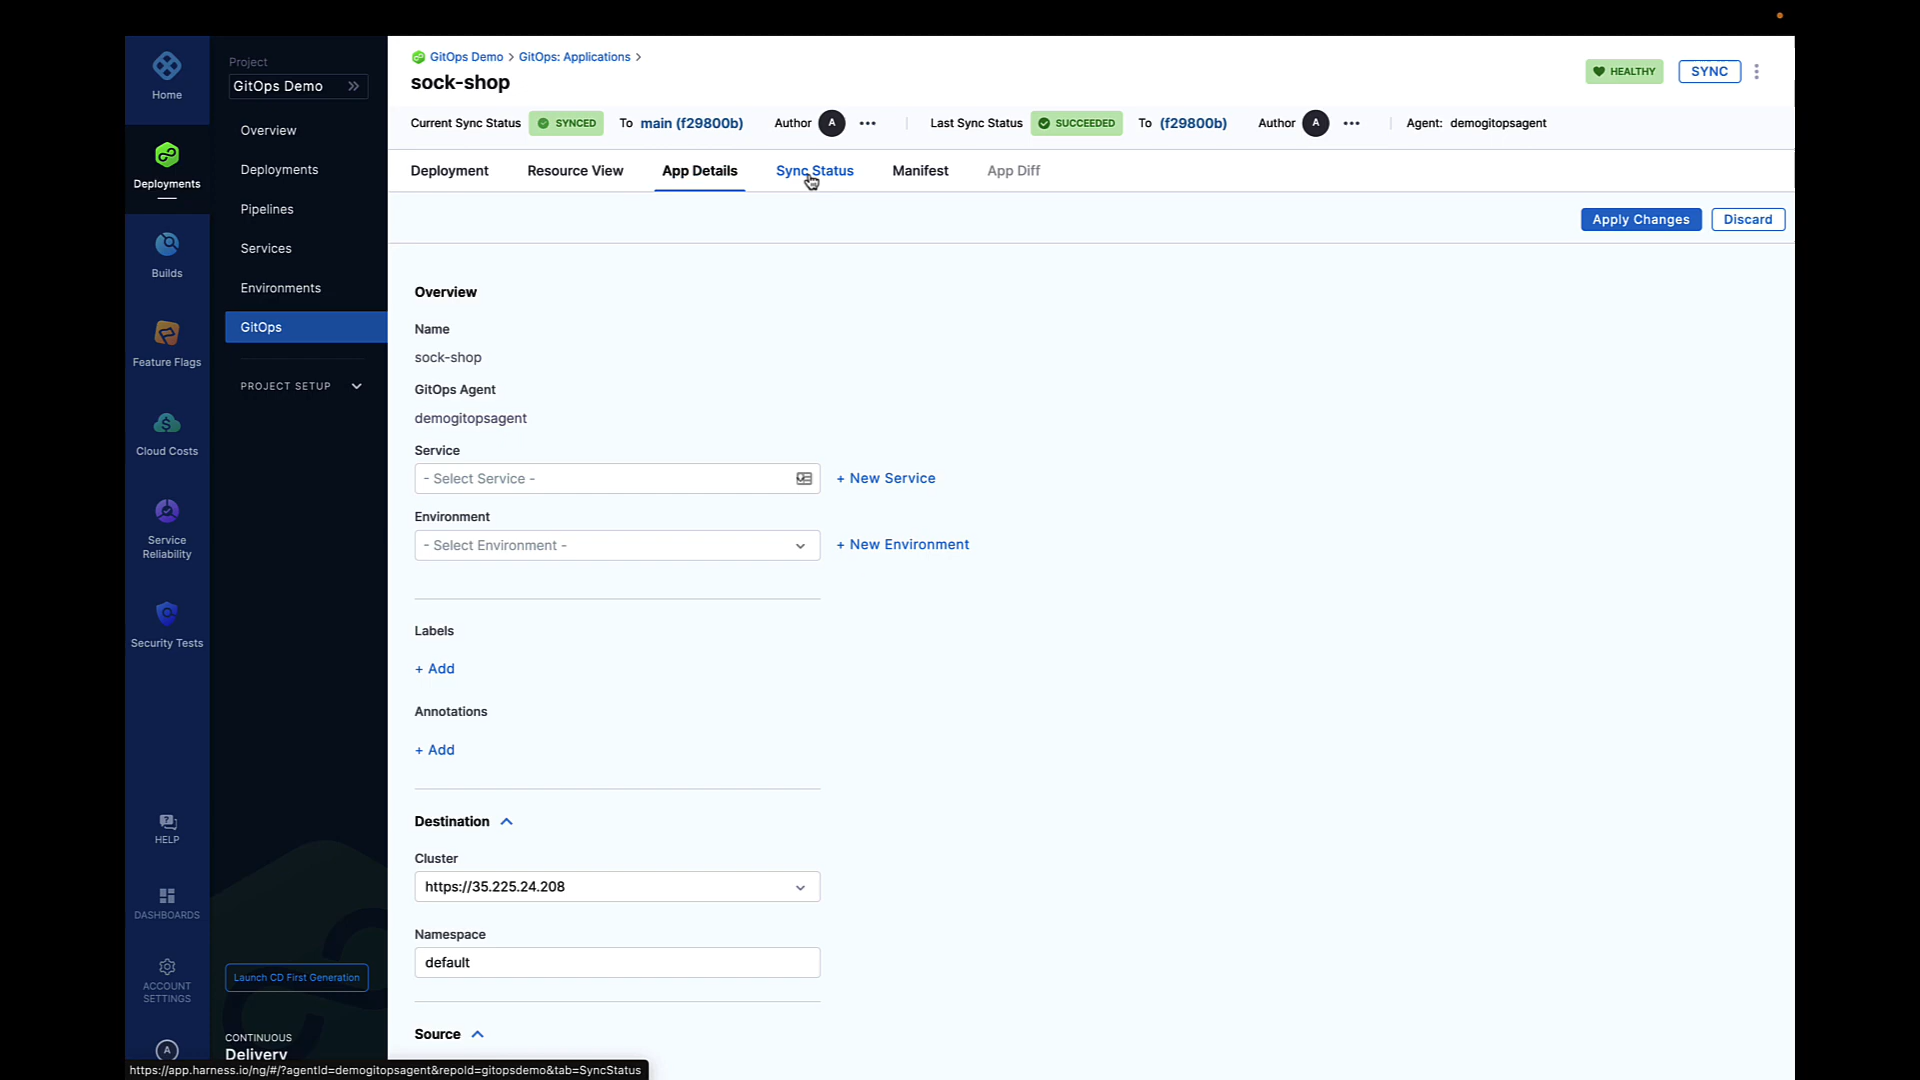 Home
Deployments
Builds
Feature Flags
Cloud Costs
Service
Reliability
Security Tests
HELP
DASHBOARDS
ACCOUNT
SETTINGS
A
Project
GitOps Demo
Overview
Deployments
Pipelines
Services
Environments
GitOps
PROJECT SETUP
Launch CD First Generation
CONTINUOUS
Delivery
GitOps Demo > GitOps: Applications >
sock-shop
HEALTHY
SYNC
Current Sync Status SYNCED To main (f29800b) Author A ••• Last Sync Status SUCCEEDED To (f29800b) Author A ••• Agent: demogitopsagent
Deployment Resource View App Details Sync Status Manifest App Diff
Apply Changes Discard
Overview
Name
sock-shop
GitOps Agent
demogitopsagent
Service
- Select Service - + New Service
Environment
- Select Environment - + New Environment
Labels
+ Add
Annotations
+ Add
Destination
Cluster
https://35.225.24.208
Namespace
default
Source
https://app.harness.io/ng/#/?agentId=demogitopsagent&repoId=gitopsdemo&tab=SyncStatus